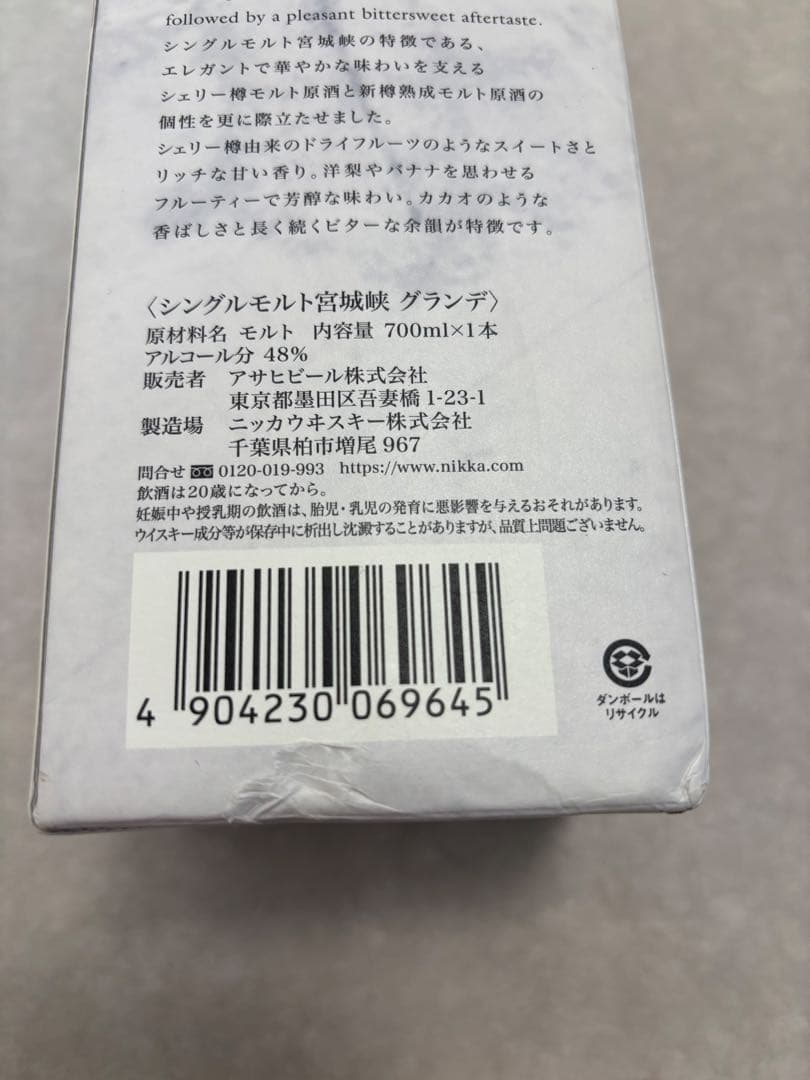 followed by a pleasant bittersweet aftertaste.
シングルモルト宮城峡の特徴である、
エレガントで華やかな味わいを支える
シェリー樽モルト原酒と新樽熟成モルト原酒の
個性を更に際立たせました。
シェリー樽由来のドライフルーツのようなスイートさと
リッチな甘い香り。洋梨やバナナを思わせる
フルーティーで芳醇な味わい。カカオのような
香ばしさと長く続くビターな余韻が特徴です。
〈シングルモルト宮城峡 グランデ〉
原材料名 モルト 内容量 700ml×1本
アルコール分 48%
販売者 アサヒビール株式会社
東京都墨田区吾妻橋1-23-1
製造場 ニッカウヰスキー株式会社
千葉県柏市増尾967
問合せ 0120-019-993 https://www.nikka.com
飲酒は20歳になってから。
妊娠中や授乳期の飲酒は、胎児・乳児の発育に悪影響を与えるおそれがあります。
ウイスキー成分等が保存中に析出し沈澱することがありますが、品質上問題ございません。
4 904230 069645
ダンボールは
リサイクル